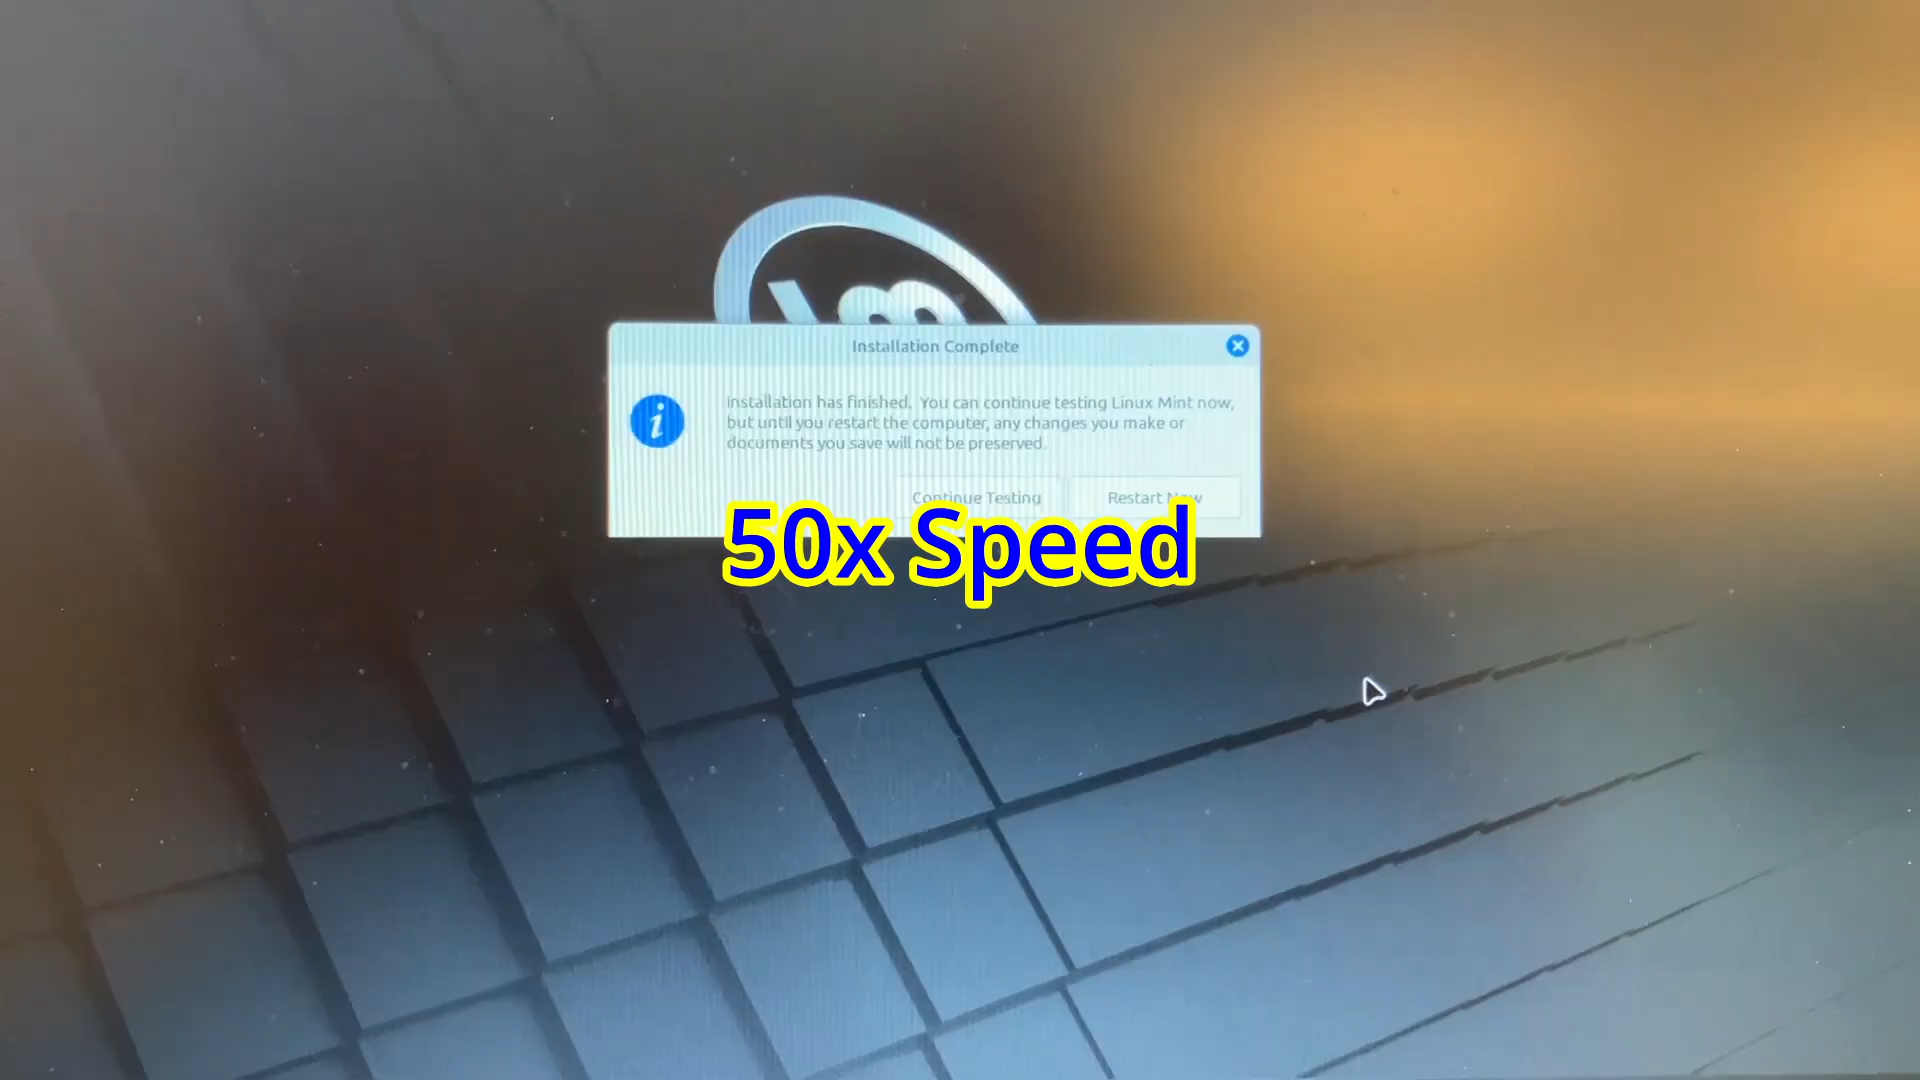 Installation Complete
Installation has finished. You can continue testing Linux Mint now,
but until you restart the computer, any changes you make or
documents you save will not be preserved.
Continue Testing
Restart Now
50x Speed